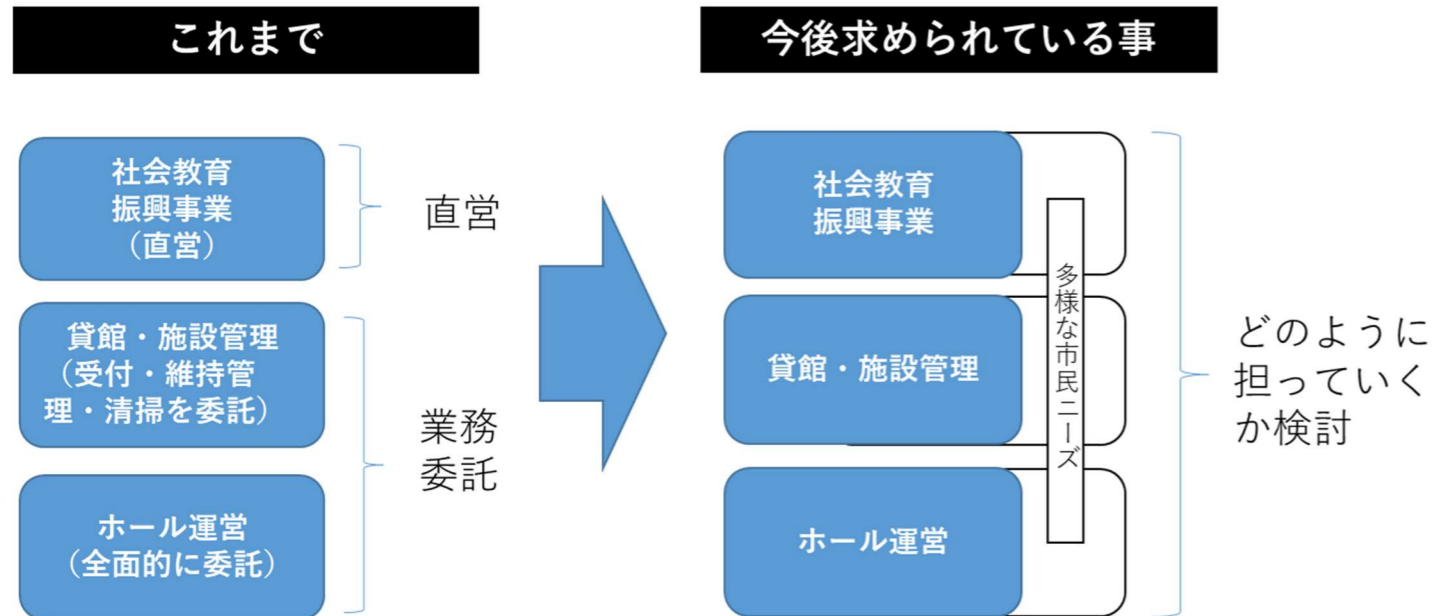 これまで
社会教育
振興事業
（直営）
直営
貸館・施設管理
（受付・維持管
理・清掃を委託）
ホール運営
（全面的に委託）
業務
委託
今後求められている事
社会教育
振興事業
貸館・施設管理
ホール運営
多様な市民ニーズ
どのように
担っていく
か検討